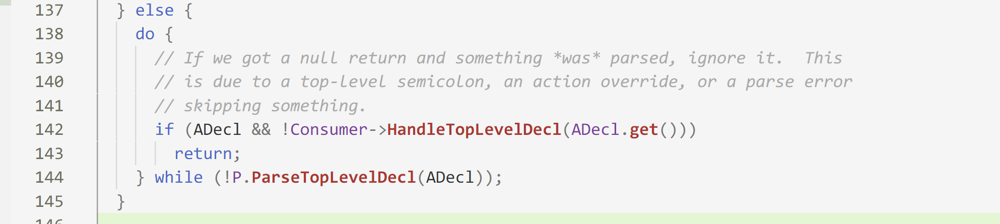 137 } else {
138 do {
139 // If we got a null return and something *was* parsed, ignore it.  This
140 // is due to a top-level semicolon, an action override, or a parse error
141 // skipping something.
142 if (ADecl && !Consumer->HandleTopLevelDecl(ADecl.get()))
143 return;
144 } while (!P.ParseTopLevelDecl(ADecl));
145 }
146